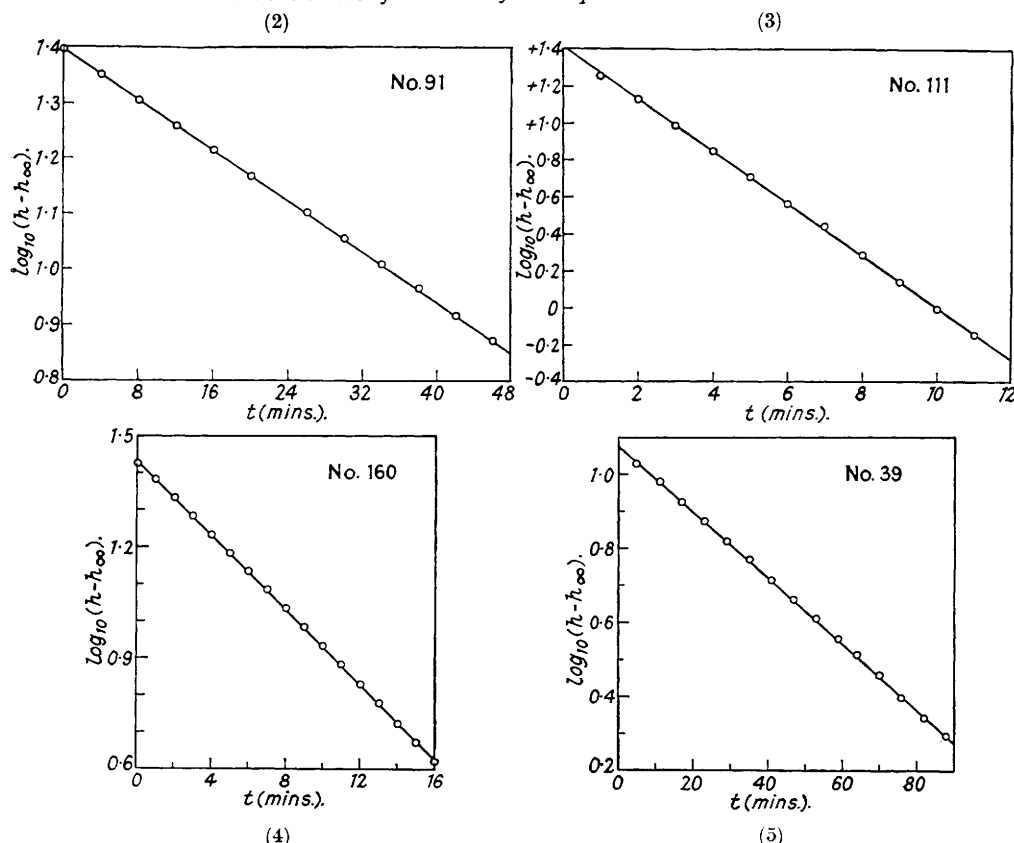 (2)
(3)
1·4
1·3
1·2
1·1
1·0
0·9
0·8
log10(h-h∞).
No.91
0 8 16 24 32 40 48
t (mins.).
+1·4
+1·2
+1·0
0·8
0·6
0·4
0·2
0
-0·2
-0·4
log10(h-h∞).
No. 111
0 2 4 6 8 10 12
t (mins.).
1·5
1·2
0·9
0·6
log10(h-h∞).
No. 160
0 4 8 12 16
t (mins.).
1·0
0·8
0·6
0·4
0·2
log10(h-h∞).
No. 39
0 20 40 60 80
t (mins.).
(4)
(5)